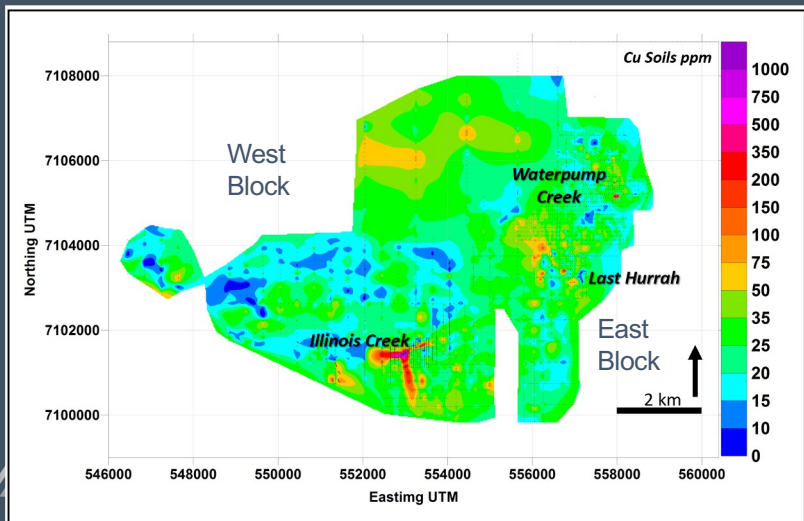 Cu Soils ppm
7108000
7106000
7104000
7102000
7100000
Northing UTM
West
Block
Waterpump
Creek
Last Hurrah
Illinois Creek
East
Block
2 km
1000
750
500
350
200
150
100
75
50
35
25
20
15
10
0
546000 548000 550000 552000 554000 556000 558000 560000
Eastimg UTM